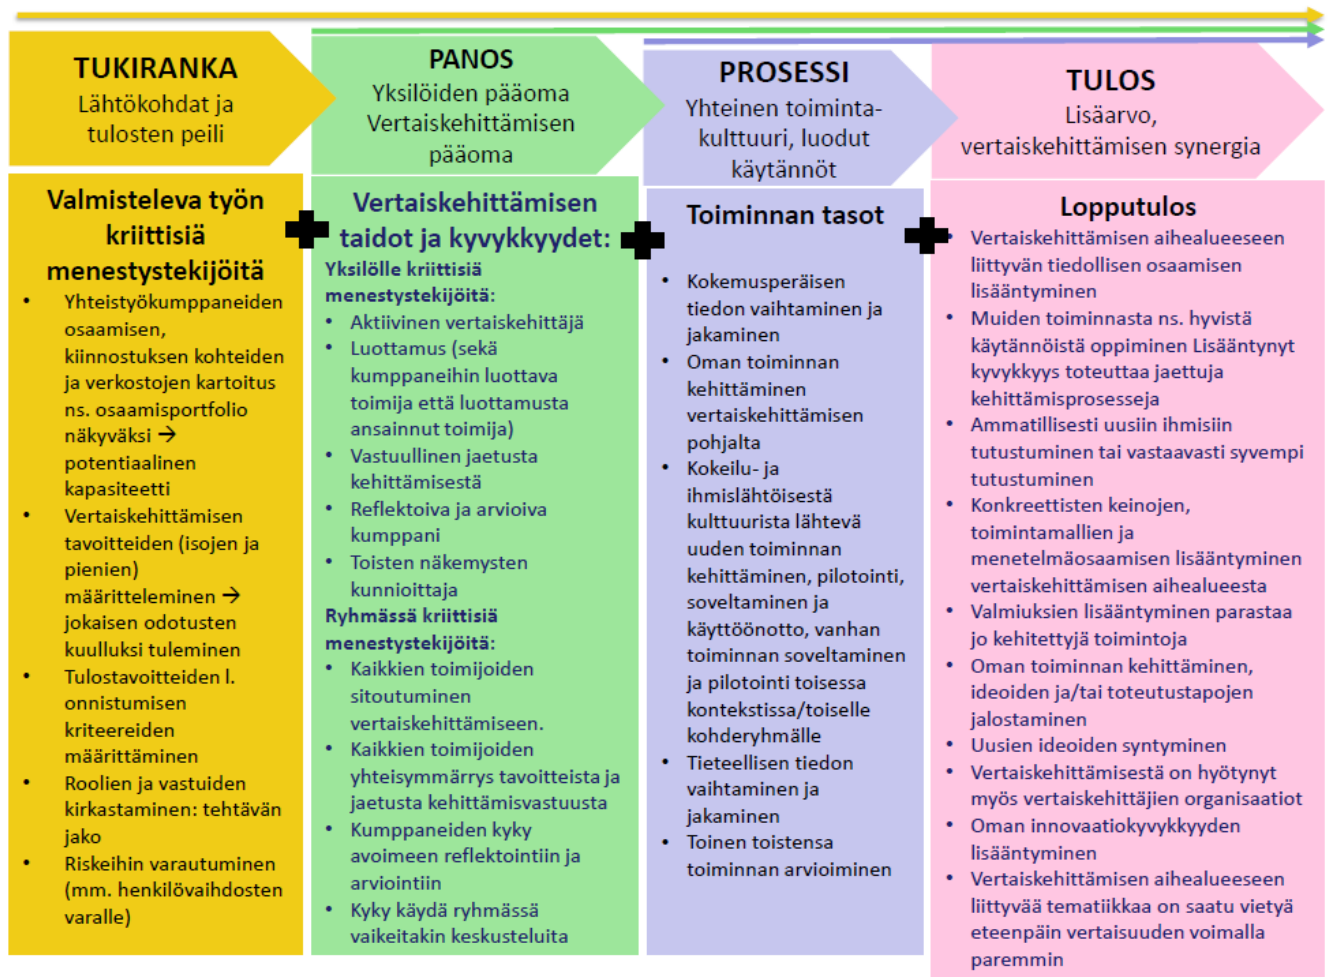 TUKIRANKA
Lähtökohdat ja
tulosten peili
Valmisteleva työn
kriittisiä
menestystekijöitä
• Yhteistyökumppaneiden
osaamisen,
kiinnostuksen kohteiden
ja verkostojen kartoitus
ns. osaamisportfolio
näkyväksi →
potentiaalinen
kapasiteetti
• Vertaiskehittämisen
tavoitteiden (isojen ja
pienien)
määritteleminen →
jokaisen odotusten
kuulluksi tuleminen
• Tulostavoitteiden l.
onnistumisen
kriteereiden
määrittäminen
• Roolien ja vastuiden
kirkastaminen: tehtävän
jako
• Riskeihin varautuminen
(mm. henkilövaihdosten
varalle)
PANOS
Yksilöiden pääoma
Vertaiskehittämisen
pääoma
Vertaiskehittämisen
taidot ja kyvykkyydet:
Yksilölle kriittisiä
menestystekijöitä:
• Aktiivinen vertaiskehittäjä
• Luottamus (sekä
kumppaneihin luottava
toimija että luottamusta
ansainnut toimija)
• Vastuullinen jaetusta
kehittämisestä
• Reflektoiva ja arvioiva
kumppani
• Toisten näkemysten
kunnioittaja
Ryhmässä kriittisiä
menestystekijöitä:
• Kaikkien toimijoiden
sitoutuminen
vertaiskehittämiseen.
• Kaikkien toimijoiden
yhteisymmärrys tavoitteista ja
jaetusta kehittämisvastuusta
• Kumppaneiden kyky
avoimeen reflektointiin ja
arviointiin
• Kyky käydä ryhmässä
vaikeitakin keskusteluita
PROSESSI
Yhteinen toiminta-
kulttuuri, luodut
käytännöt
Toiminnan tasot
• Kokemusperäisen
tiedon vaihtaminen ja
jakaminen
• Oman toiminnan
kehittäminen
vertaiskehittämisen
pohjalta
• Kokeilu- ja
ihmislähtöisestä
kulttuurista lähtevä
uuden toiminnan
kehittäminen, pilotointi,
soveltaminen ja
käyttöönotto, vanhan
toiminnan soveltaminen
ja pilotointi toisessa
kontekstissa/toiselle
kohderyhmälle
• Tieteellisen tiedon
vaihtaminen ja
jakaminen
• Toinen toistensa
toiminnan arvioiminen
TULOS
Lisäarvo,
vertaiskehittämisen synergia
Lopputulos
• Vertaiskehittämisen aihealueeseen
liittyvän tiedollisen osaamisen
lisääntyminen
• Muiden toiminnasta ns. hyvistä
käytännöistä oppiminen Lisääntynyt
kyvykkyys toteuttaa jaettuja
kehittämisprosesseja
• Ammatillisesti uusiin ihmisiin
tutustuminen tai vastaavasti syvempi
tutustuminen
• Konkreettisten keinojen,
toimintamallien ja
menetelmäosaamisen lisääntyminen
vertaiskehittämisen aihealueesta
• Valmiuksien lisääntyminen parastaa
jo kehitettyjä toimintoja
• Oman toiminnan kehittäminen,
ideoiden ja/tai toteutustapojen
jalostaminen
• Uusien ideoiden syntyminen
• Vertaiskehittämisestä on hyötynyt
myös vertaiskehittäjien organisaatiot
• Oman innovaatiokyvykkyyden
lisääntyminen
• Vertaiskehittämisen aihealueeseen
liittyvää tematiikkaa on saatu vietyä
eteenpäin vertaisuuden voimalla
paremmin